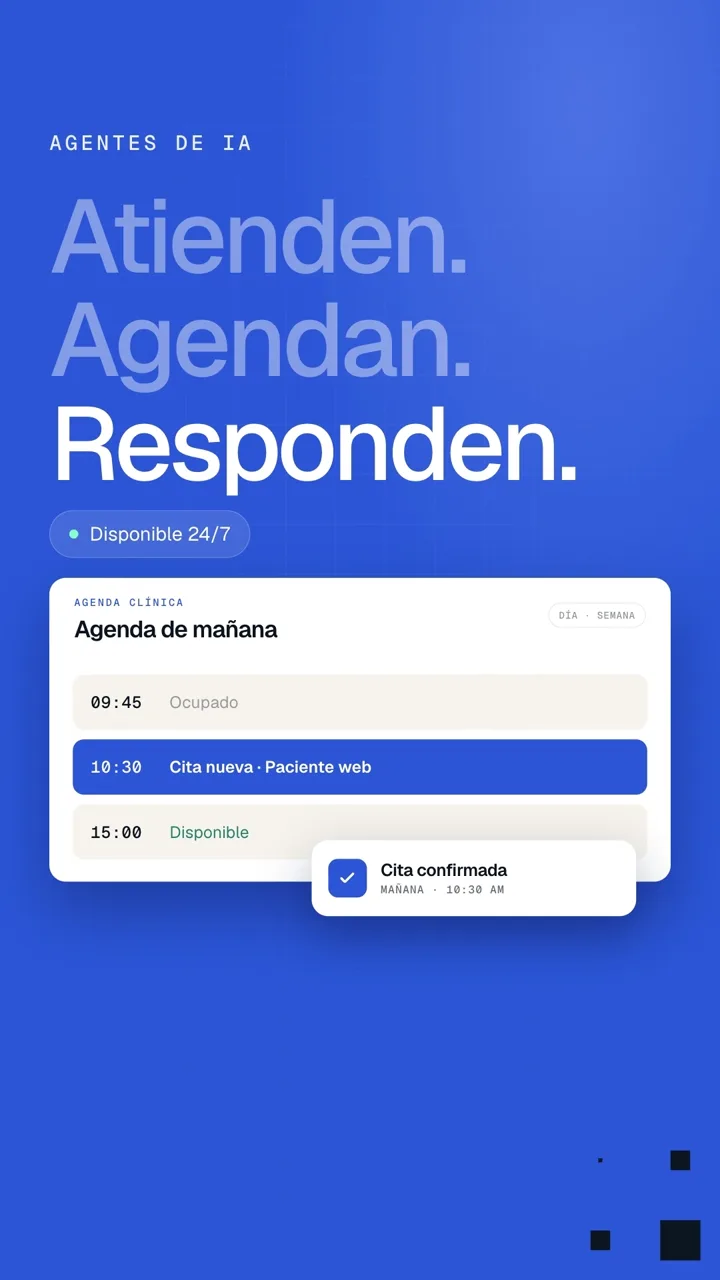 AGENTES DE IA
Atienden.
Agendan.
Responden.
Disponible 24/7
AGENDA CLÍNICA
Agenda de mañana
DÍA · SEMANA
09:45 Ocupado
10:30 Cita nueva · Paciente web
15:00 Disponible
Cita confirmada
MAÑANA · 10:30 AM